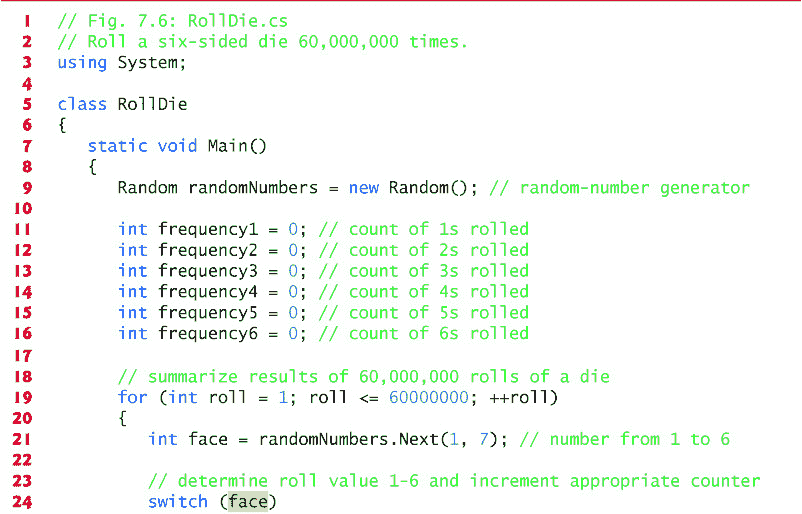 1 // Fig. 7.6: RollDie.cs
2 // Roll a six-sided die 60,000,000 times.
3 using System;
4
5 class RollDie
6 {
7 static void Main()
8 {
9 Random randomNumbers = new Random(); // random-number generator
10
11 int frequency1 = 0; // count of 1s rolled
12 int frequency2 = 0; // count of 2s rolled
13 int frequency3 = 0; // count of 3s rolled
14 int frequency4 = 0; // count of 4s rolled
15 int frequency5 = 0; // count of 5s rolled
16 int frequency6 = 0; // count of 6s rolled
17
18 // summarize results of 60,000,000 rolls of a die
19 for (int roll = 1; roll <= 60000000; ++roll)
20 {
21 int face = randomNumbers.Next(1, 7); // number from 1 to 6
22
23 // determine roll value 1-6 and increment appropriate counter
24 switch (face)